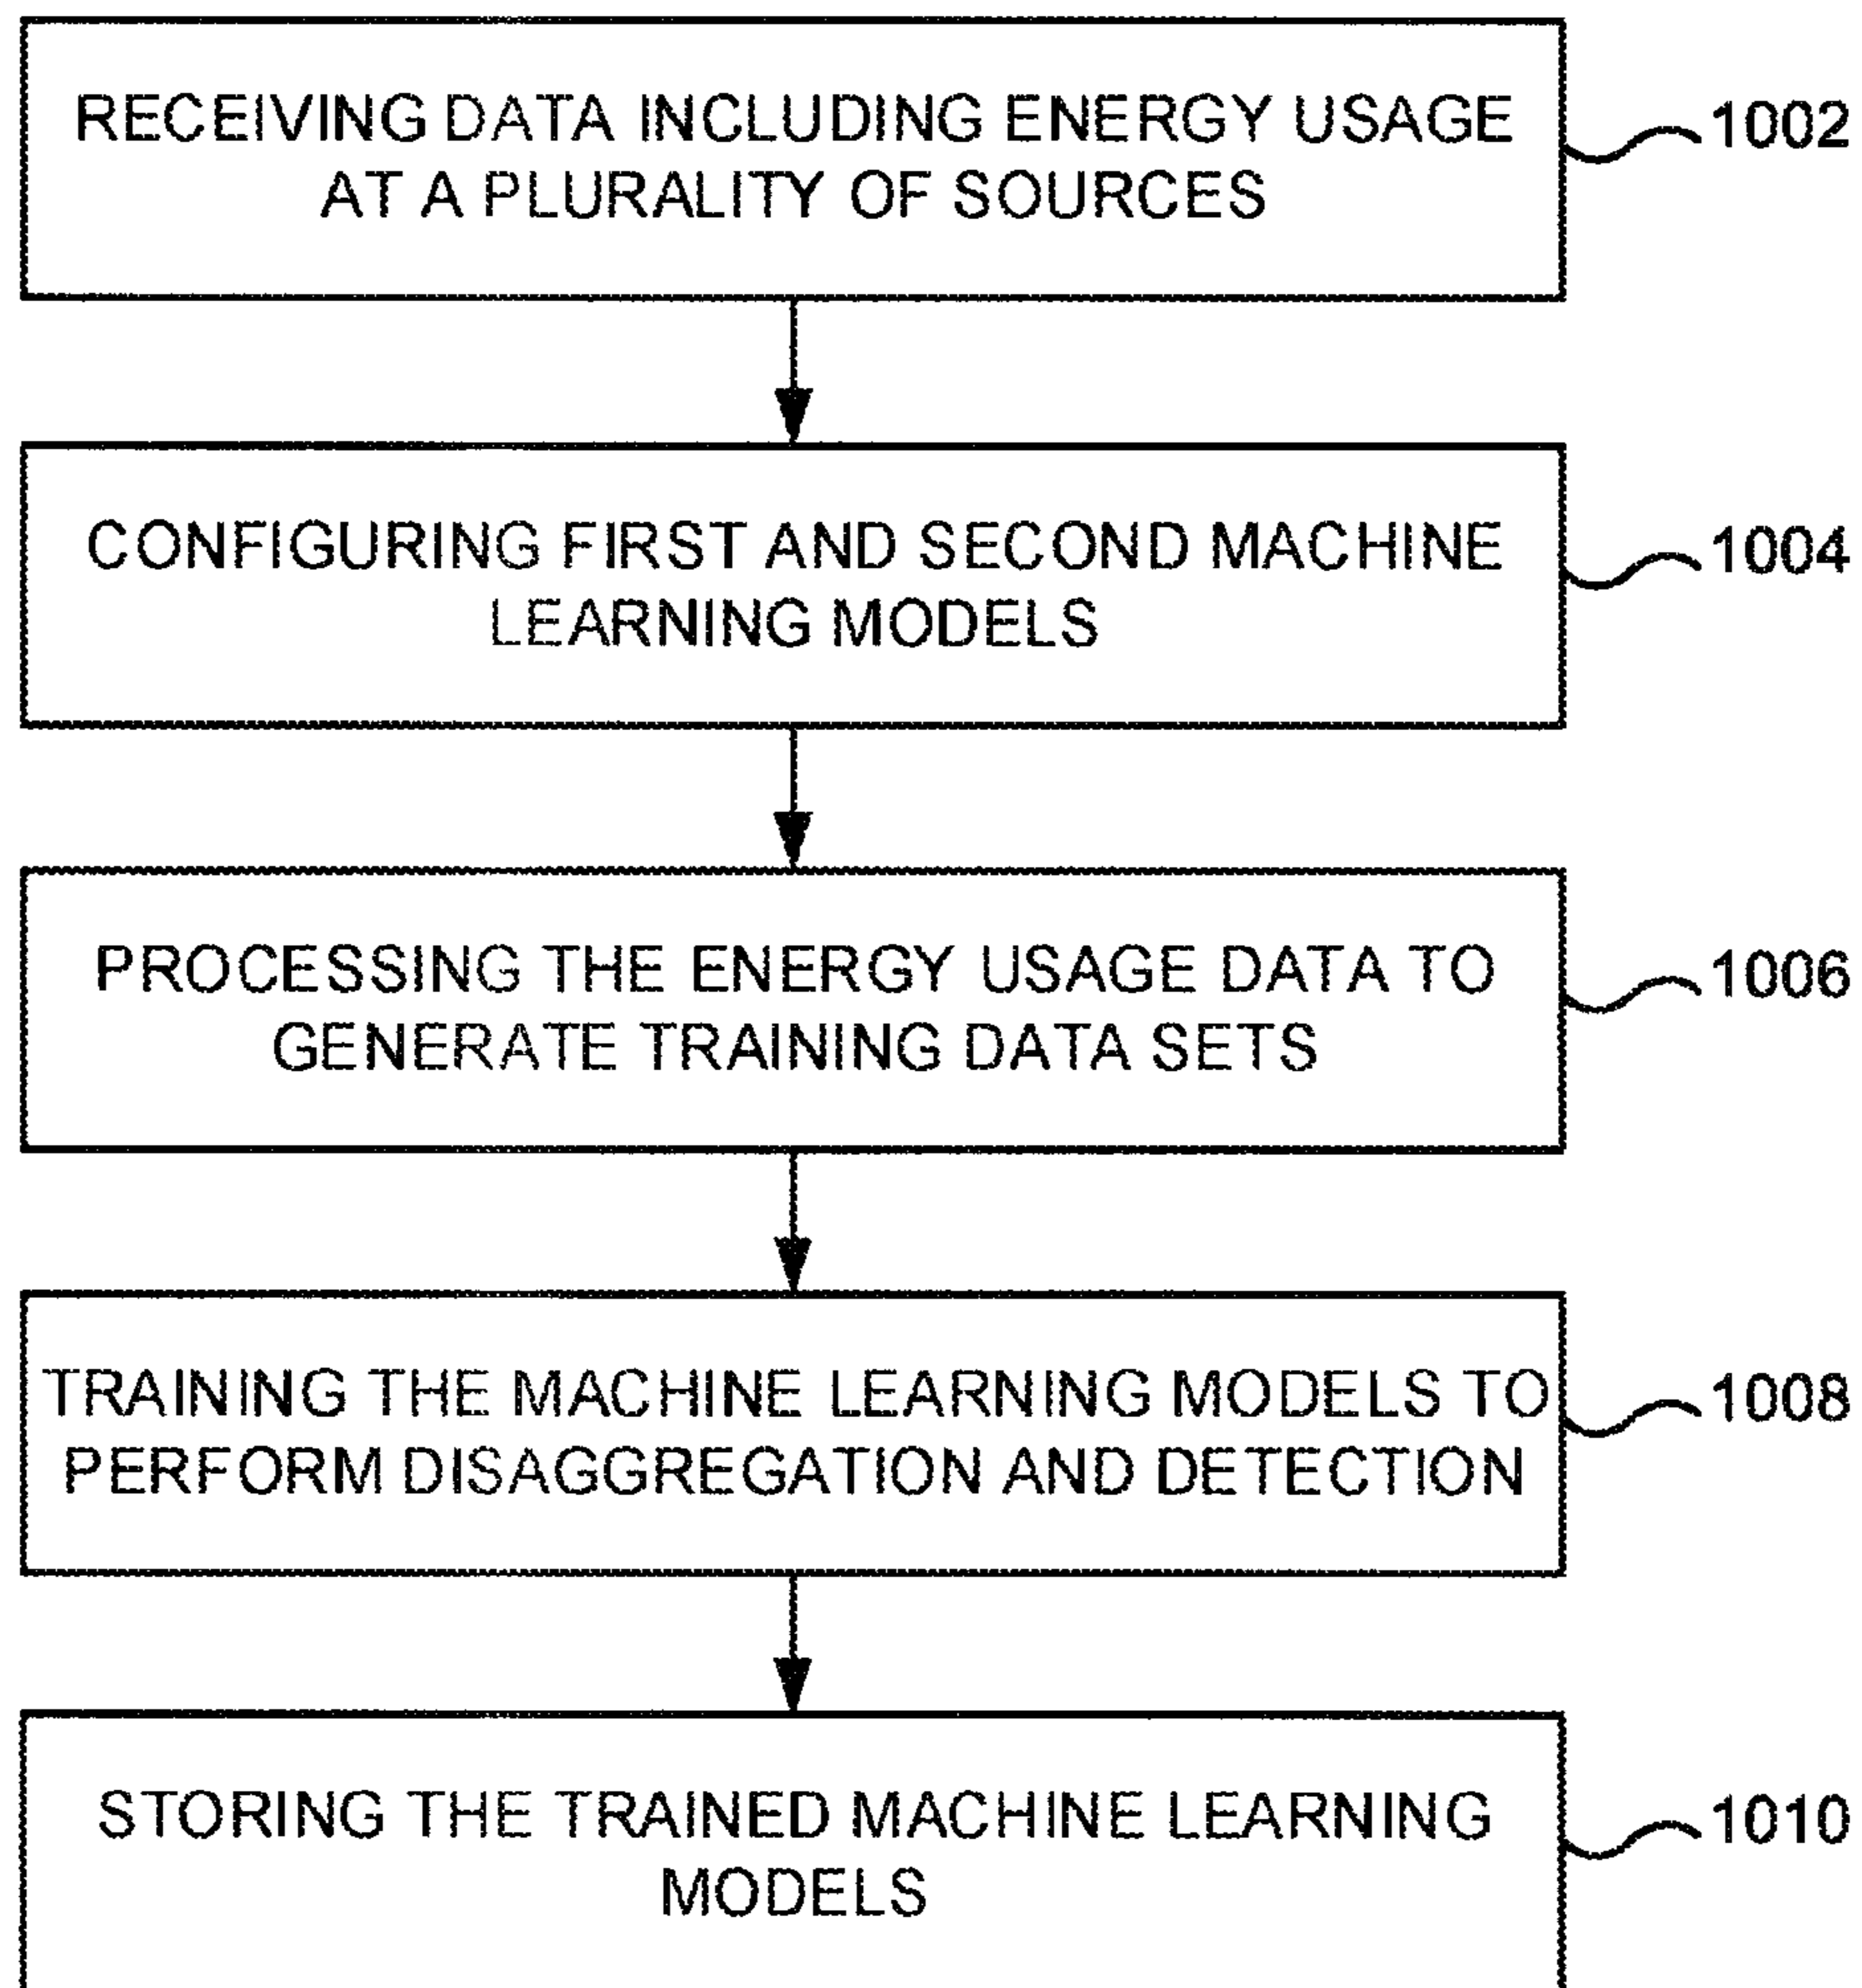 RECEIVING DATA INCLUDING ENERGY USAGE
AT A PLURALITY OF SOURCES
1002
CONFIGURING FIRST AND SECOND MACHINE
LEARNING MODELS
1004
PROCESSING THE ENERGY USAGE DATA TO
GENERATE TRAINING DATA SETS
1006
TRAINING THE MACHINE LEARNING MODELS TO
PERFORM DISAGGREGATION AND DETECTION
1008
STORING THE TRAINED MACHINE LEARNING
MODELS
1010